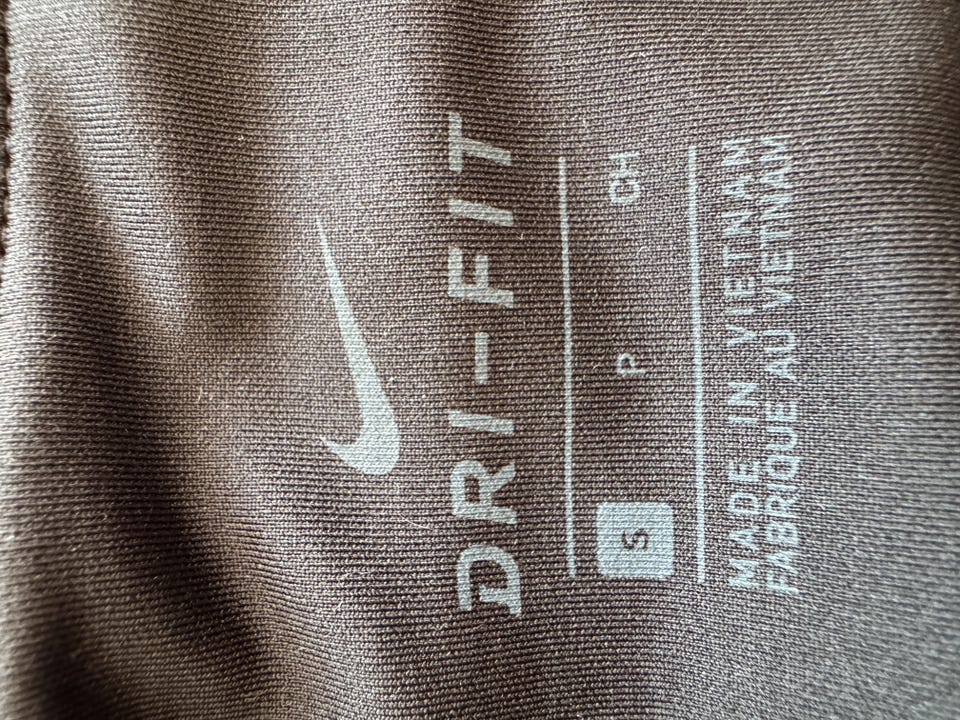 DRI-FIT
S P CH
MADE IN VIETNAM
FABRIQUE AU VIETNAM